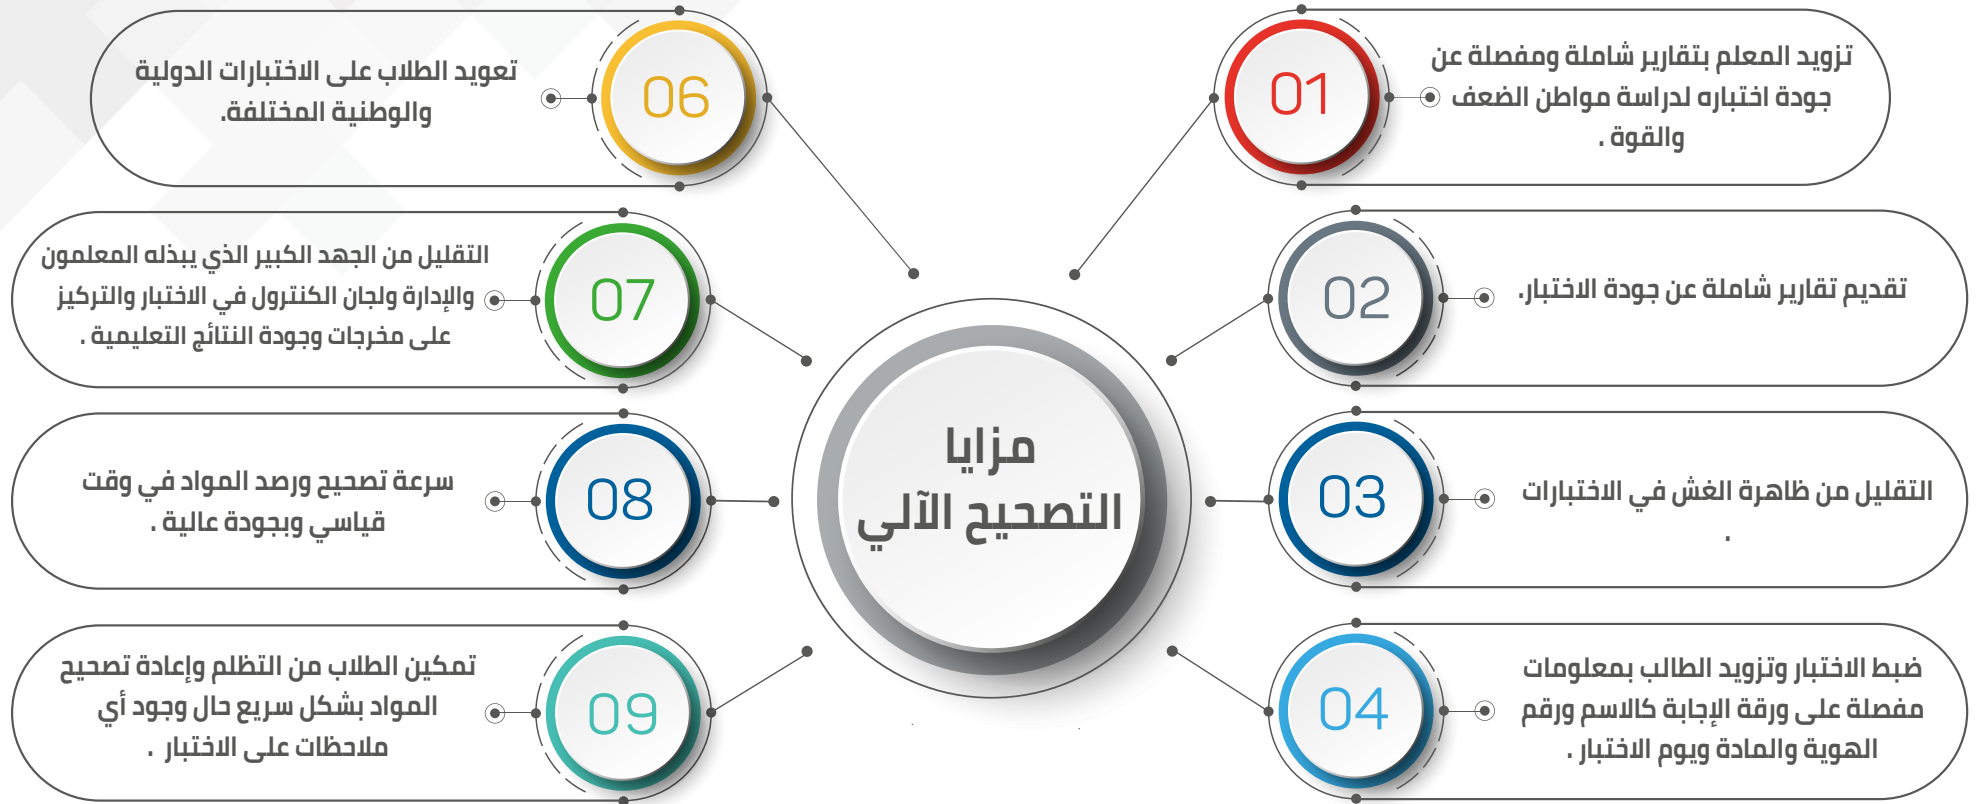 مزايا
التصحيح الآلي
01
تزويد المعلم بتقارير شاملة ومفصلة عن
جودة اختباره لدراسة مواطن الضعف
والقوة .
02
تقديم تقارير شاملة عن جودة الاختبار.
03
التقليل من ظاهرة الغش في الاختبارات
.
04
ضبط الاختبار وتزويد الطالب بمعلومات
مفصلة على ورقة الإجابة كالاسم ورقم
الهوية والمادة ويوم الاختبار .
06
تعويد الطلاب على الاختبارات الدولية
والوطنية المختلفة.
07
التقليل من الجهد الكبير الذي يبذله المعلمون
والإدارة ولجان الكنترول في الاختبار والتركيز
على مخرجات وجودة النتائج التعليمية .
08
سرعة تصحيح ورصد المواد في وقت
قياسي وبجودة عالية .
09
تمكين الطلاب من التظلم وإعادة تصحيح
المواد بشكل سريع حال وجود أي
ملاحظات على الاختبار .